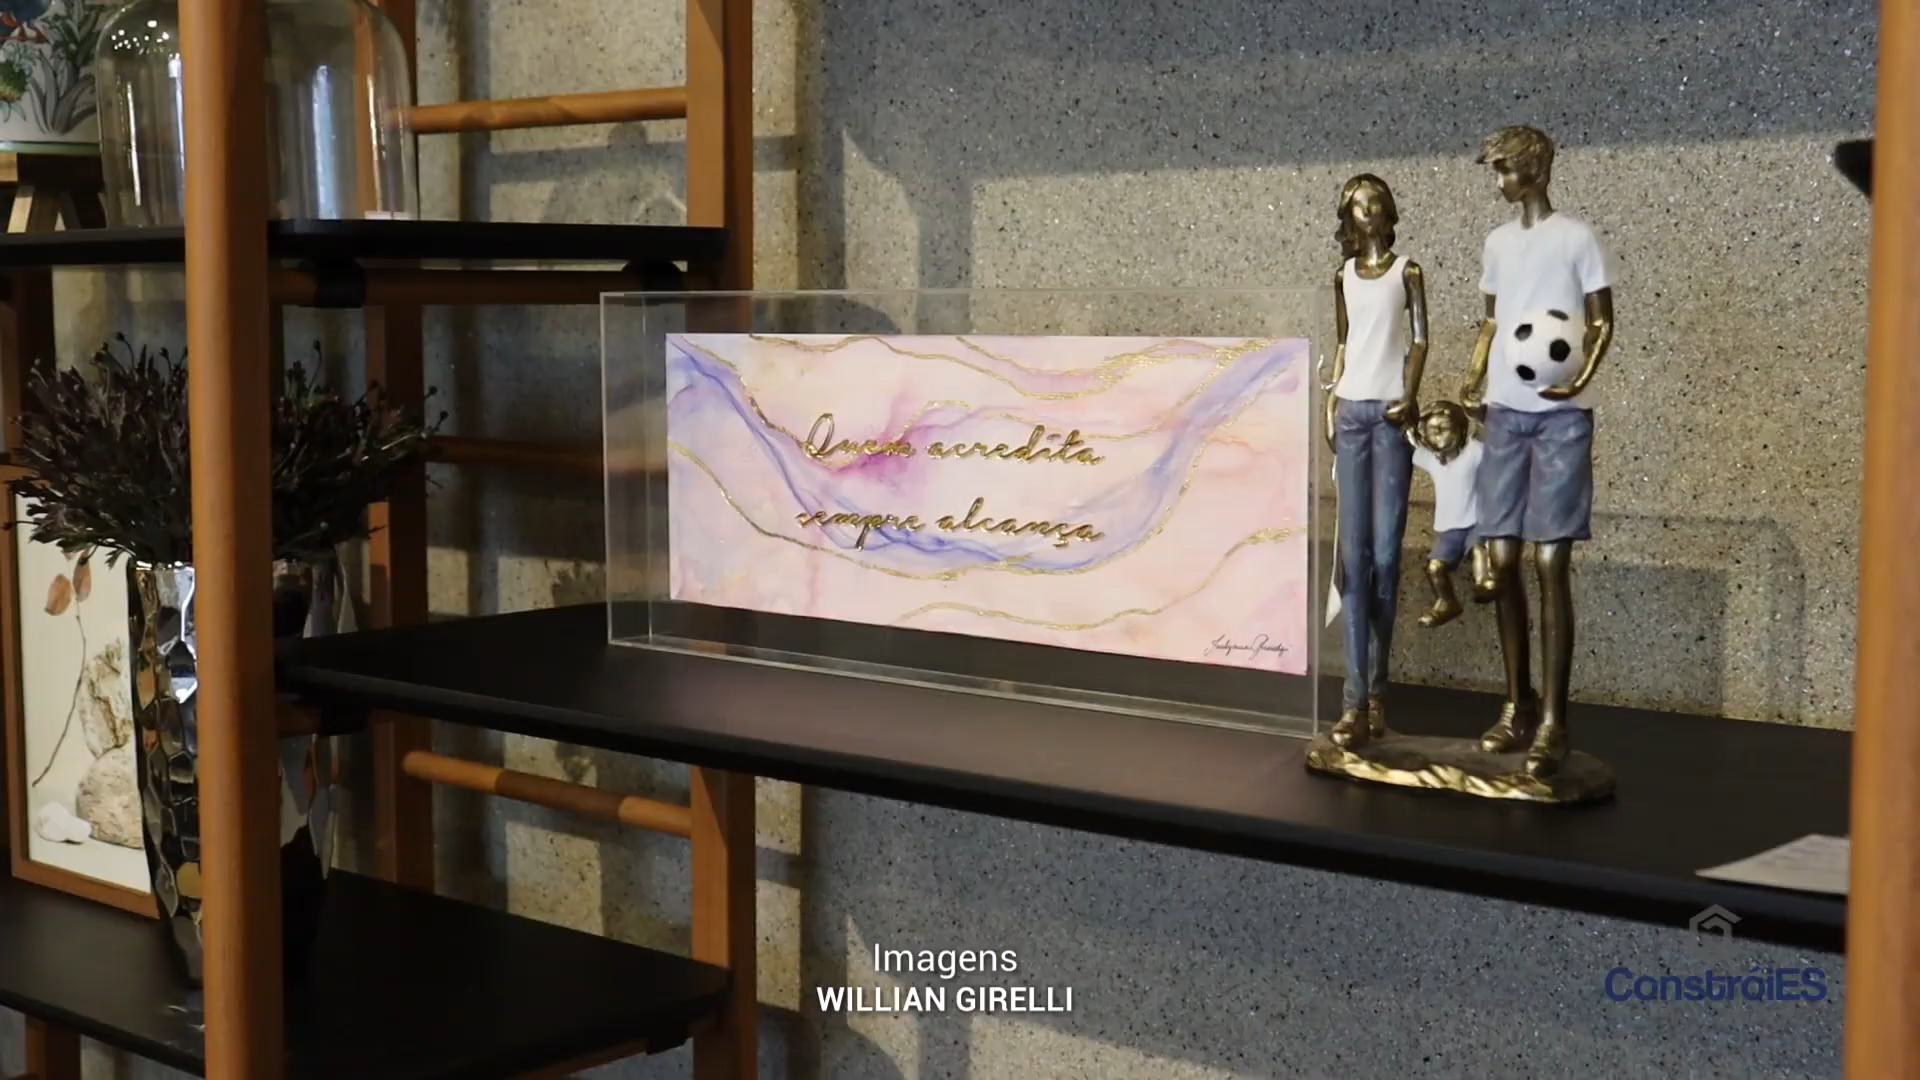 Quem acredita
sempre alcança
Imagens
WILLIAN GIRELLI
ConstróiES